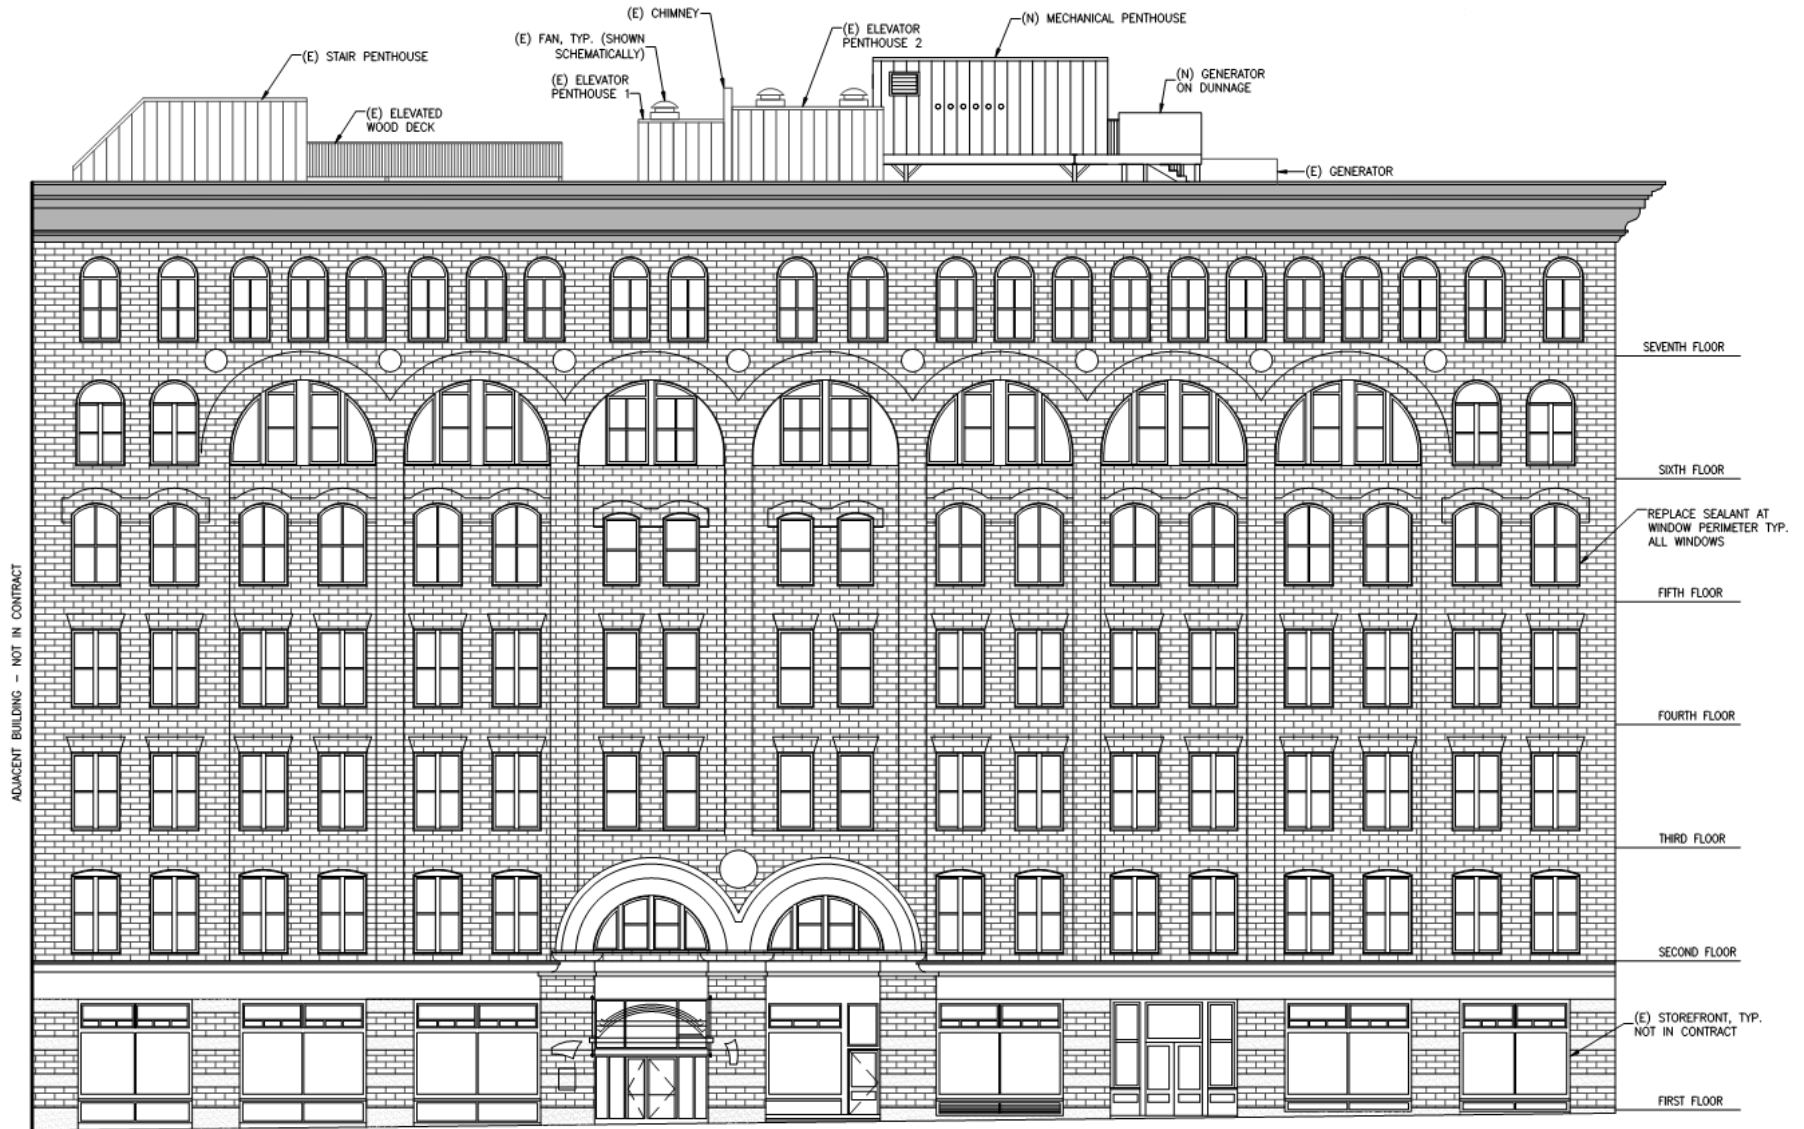 (E) CHIMNEY
(N) MECHANICAL PENTHOUSE
(E) FAN, TYP. (SHOWN
SCHEMATICALLY)
(E) ELEVATOR
PENTHOUSE 2
(E) STAIR PENTHOUSE
(E) ELEVATOR
PENTHOUSE 1
(N) GENERATOR
ON DUNNAGE
(E) ELEVATED
WOOD DECK
(E) GENERATOR
SEVENTH FLOOR
SIXTH FLOOR
REPLACE SEALANT AT
WINDOW PERIMETER TYP.
ALL WINDOWS
FIFTH FLOOR
ADJACENT BUILDING - NOT IN CONTRACT
FOURTH FLOOR
THIRD FLOOR
SECOND FLOOR
(E) STOREFRONT, TYP.
NOT IN CONTRACT
FIRST FLOOR